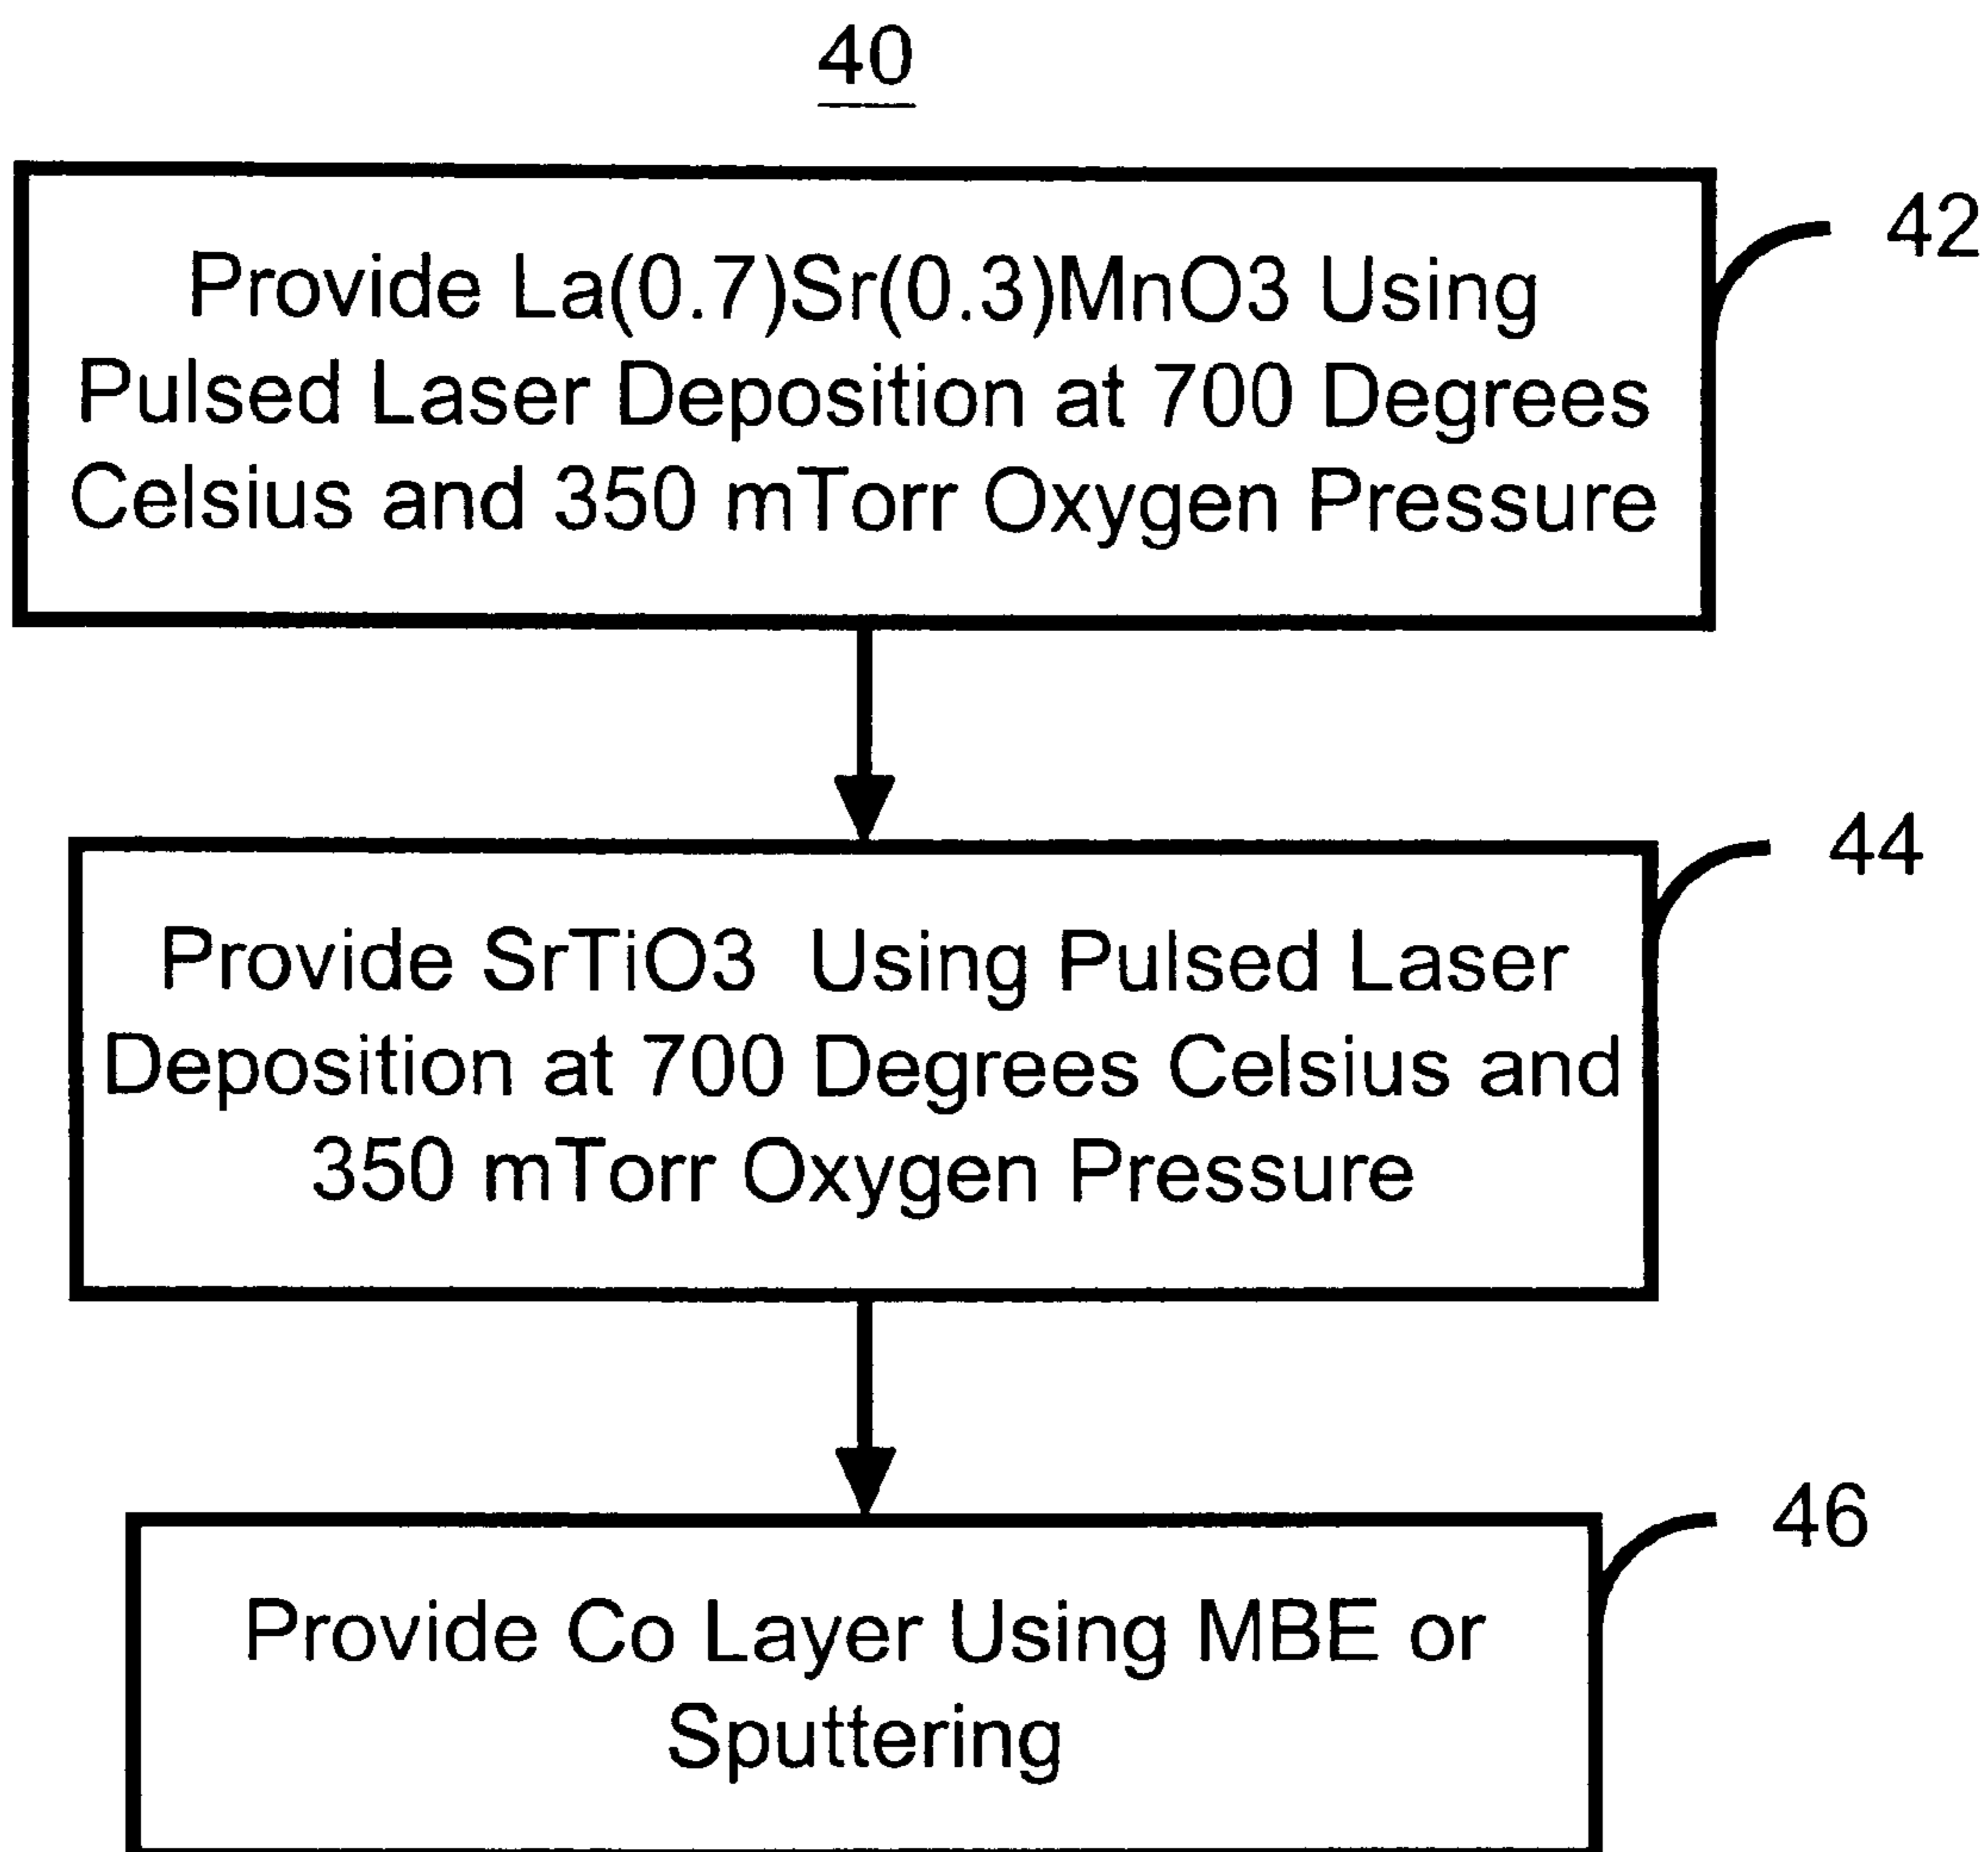 40
Provide La(0.7)Sr(0.3)MnO3 Using
Pulsed Laser Deposition at 700 Degrees
Celsius and 350 mTorr Oxygen Pressure
42
Provide SrTiO3 Using Pulsed Laser
Deposition at 700 Degrees Celsius and
350 mTorr Oxygen Pressure
44
Provide Co Layer Using MBE or
Sputtering
46